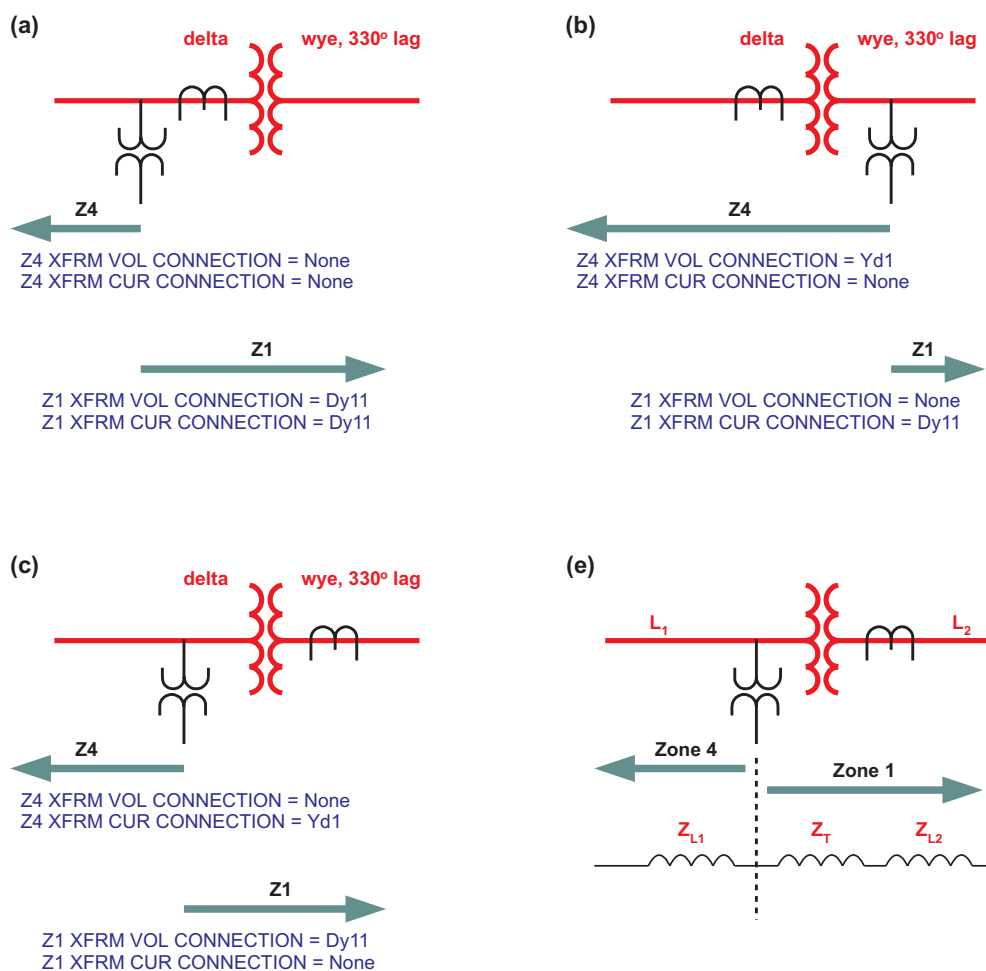 (a)
delta
wye, 330° lag
Z4
Z4 XFRM VOL CONNECTION = None
Z4 XFRM CUR CONNECTION = None
Z1
Z1 XFRM VOL CONNECTION = Dy11
Z1 XFRM CUR CONNECTION = Dy11
(b)
delta
wye, 330° lag
Z4
Z4 XFRM VOL CONNECTION = Yd1
Z4 XFRM CUR CONNECTION = None
Z1
Z1 XFRM VOL CONNECTION = None
Z1 XFRM CUR CONNECTION = Dy11
(c)
delta
wye, 330° lag
Z4
Z4 XFRM VOL CONNECTION = None
Z4 XFRM CUR CONNECTION = Yd1
Z1
Z1 XFRM VOL CONNECTION = Dy11
Z1 XFRM CUR CONNECTION = None
(e)
L1
L2
Zone 4
Zone 1
ZL1
ZT
ZL2